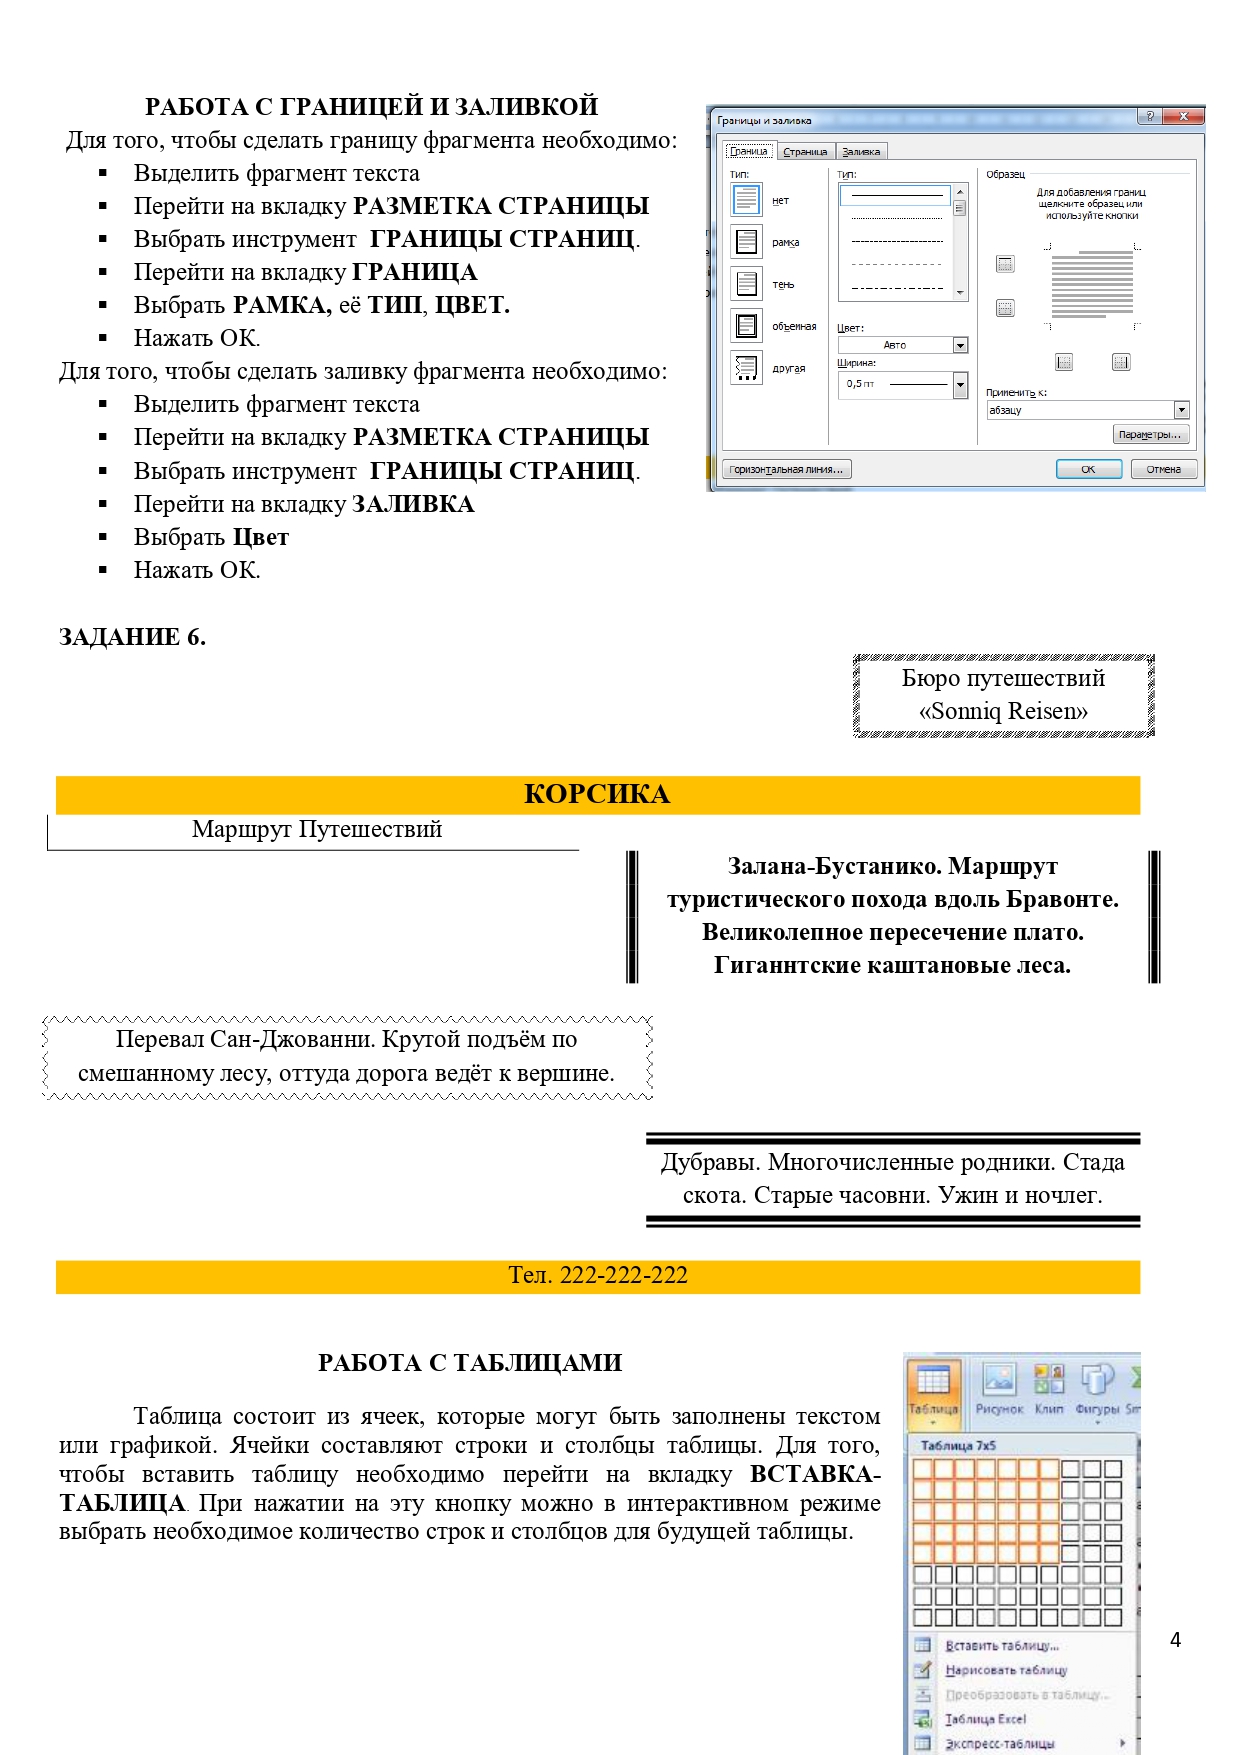 РАБОТА С ГРАНИЦЕЙ И ЗАЛИВКОЙ
Для того, чтобы сделать границу фрагмента необходимо:
▪ Выделить фрагмент текста
▪ Перейти на вкладку РАЗМЕТКА СТРАНИЦЫ
▪ Выбрать инструмент ГРАНИЦЫ СТРАНИЦ.
▪ Перейти на вкладку ГРАНИЦА
▪ Выбрать РАМКА, её ТИП, ЦВЕТ.
▪ Нажать ОК.
Для того, чтобы сделать заливку фрагмента необходимо:
▪ Выделить фрагмент текста
▪ Перейти на вкладку РАЗМЕТКА СТРАНИЦЫ
▪ Выбрать инструмент ГРАНИЦЫ СТРАНИЦ.
▪ Перейти на вкладку ЗАЛИВКА
▪ Выбрать Цвет
▪ Нажать ОК.
Границы и заливка
Граница Страница Заливка
Тип:
нет
рамка
тень
объемная
другая
Тип:
Цвет:
Авто
Ширина:
0,5 пт
Образец
Для добавления границ
щелкните образец или
используйте кнопки
Применить к:
абзацу
Параметры...
Горизонтальная линия...
ОК
Отмена
ЗАДАНИЕ 6.
Бюро путешествий
«Sonniq Reisen»
КОРСИКА
Маршрут Путешествий
Залана-Бустанико. Маршрут
туристического похода вдоль Бравонте.
Великолепное пересечение плато.
Гиганнтские каштановые леса.
Перевал Сан-Джованни. Крутой подъём по
смешанному лесу, оттуда дорога ведёт к вершине.
Дубравы. Многочисленные родники. Стада
скота. Старые часовни. Ужин и ночлег.
Тел. 222-222-222
РАБОТА С ТАБЛИЦАМИ
Таблица состоит из ячеек, которые могут быть заполнены текстом
или графикой. Ячейки составляют строки и столбцы таблицы. Для того,
чтобы вставить таблицу необходимо перейти на вкладку ВСТАВКА-
ТАБЛИЦА. При нажатии на эту кнопку можно в интерактивном режиме
выбрать необходимое количество строк и столбцов для будущей таблицы.
Таблица Рисунок Клип Фигуры Sm
Таблица 7x5
Вставить таблицу...
Нарисовать таблицу
Преобразовать в таблицу...
Таблица Excel
Экспресс-таблицы
4